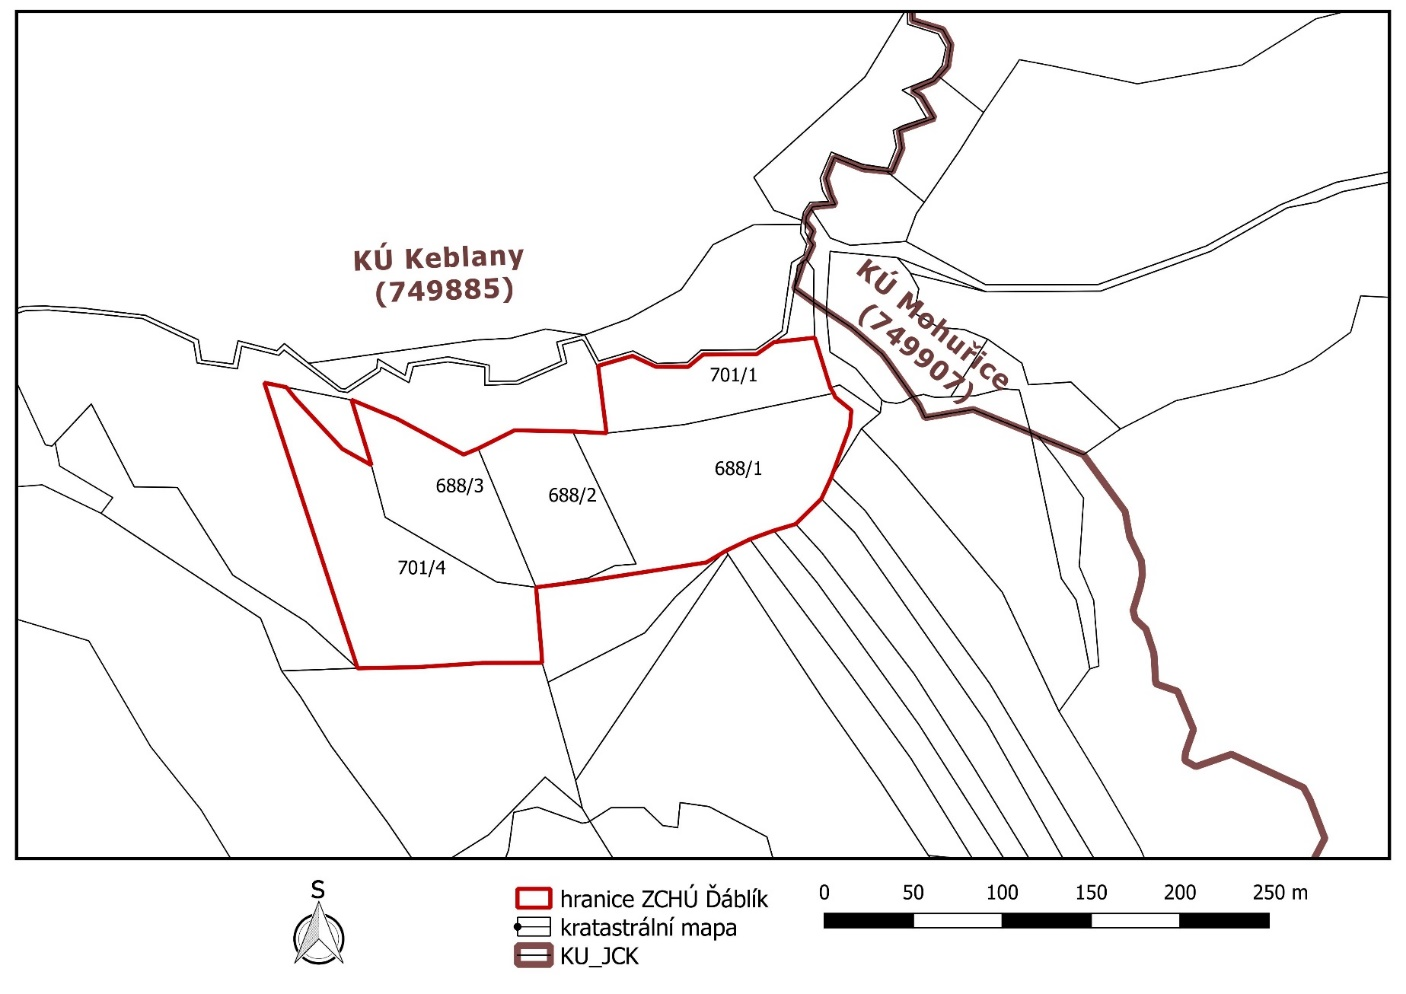 KÚ Keblany
(749885)
KÚ Mohuřice
(749907)
701/1
688/1
688/3
688/2
701/4
S
hranice ZCHÚ Ďáblík
kratastrální mapa
KU_JCK
0 50 100 150 200 250 m